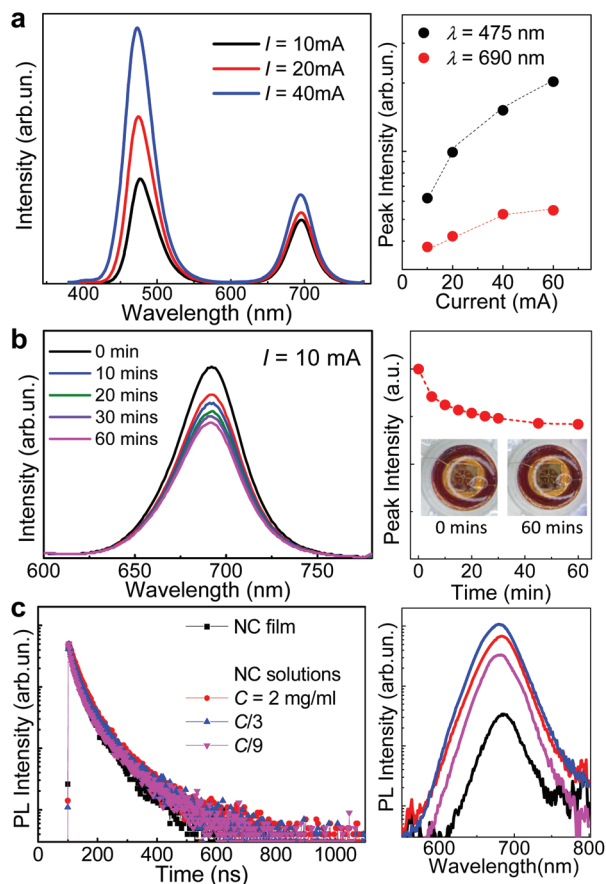 a
Intensity (arb.un.)
I = 10mA
I = 20mA
I = 40mA
400 500 600 700
Wavelength (nm)
Peak Intensity (arb.un.)
λ = 475 nm
λ = 690 nm
0 20 40 60
Current (mA)
b
Intensity (arb.un.)
0 min
10 mins
20 mins
30 mins
60 mins
I = 10 mA
600 650 700 750
Wavelength (nm)
Peak Intensity (a.u.)
0 mins 60 mins
0 10 20 30 40 50 60
Time (min)
c
PL Intensity (arb.un.)
NC film
NC solutions
C = 2 mg/ml
C/3
C/9
0 200 400 600 800 1000
Time (ns)
PL Intensity (arb.un.)
600 700 800
Wavelength(nm)